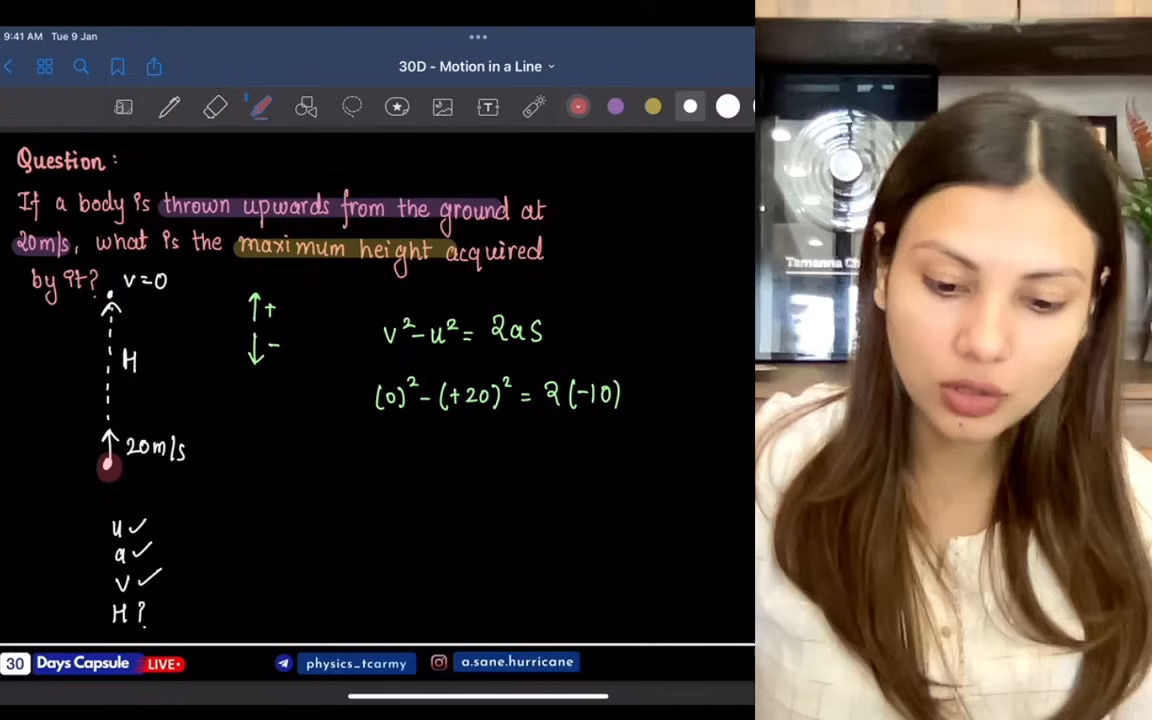 9:41 AM Tue 9 Jan
30D - Motion in a Line
Question:
If a body is thrown upwards from the ground at
20m/s, what is the maximum height acquired
by it?
v=0
↑+
↓-
H
v²-u²= 2aS
(0)²-(+20)² = 2(-10)
20m/s
u✓
a✓
v✓
H?
30 Days Capsule LIVE
physics_tcarmy
a.sane.hurricane